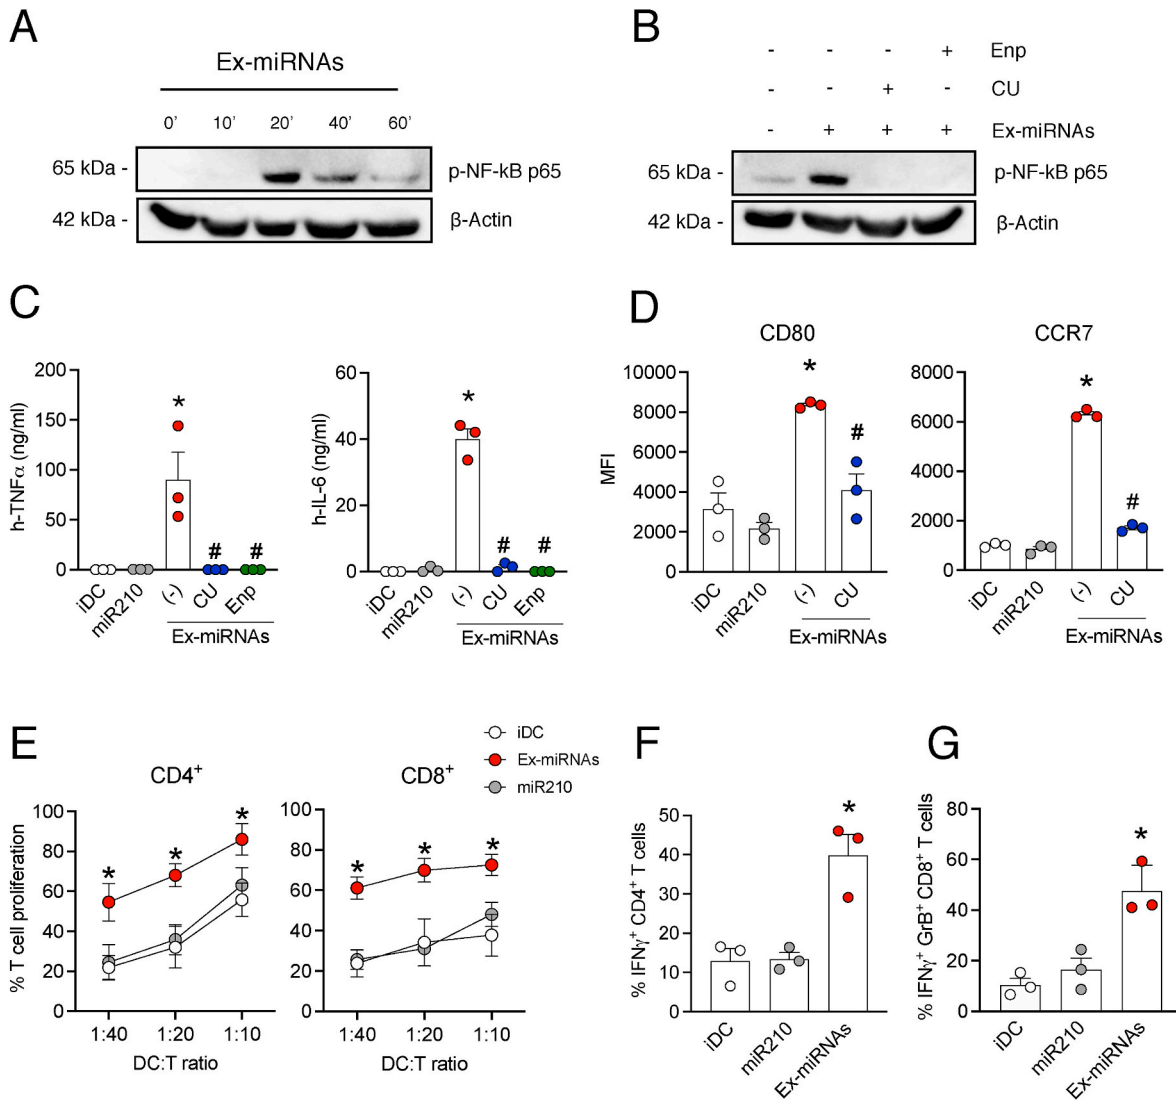 A
Ex-miRNAs
0' 10' 20' 40' 60'
65 kDa - p-NF-kB p65
42 kDa - β-Actin
B
- - - + Enp
- - + - CU
- + + + Ex-miRNAs
65 kDa - p-NF-kB p65
42 kDa - β-Actin
C
h-TNFα (ng/ml)
200
150
100
50
0
*
# #
iDC miR210 (-) CU Enp
Ex-miRNAs
h-IL-6 (ng/ml)
60
40
20
0
*
# #
iDC miR210 (-) CU Enp
Ex-miRNAs
D
CD80
MFI
10000
8000
6000
4000
2000
0
*
#
iDC miR210 (-) CU
Ex-miRNAs
CCR7
8000
6000
4000
2000
0
*
#
iDC miR210 (-) CU
Ex-miRNAs
E
iDC
Ex-miRNAs
miR210
CD4+
% T cell proliferation
100
80
60
40
20
0
* * *
1:40 1:20 1:10
DC:T ratio
CD8+
100
80
60
40
20
0
* * *
1:40 1:20 1:10
DC:T ratio
F
% IFNγ+ CD4+ T cells
50
40
30
20
10
0
*
iDC miR210 Ex-miRNAs
G
% IFNγ+ GrB+ CD8+ T cells
80
60
40
20
0
*
iDC miR210 Ex-miRNAs